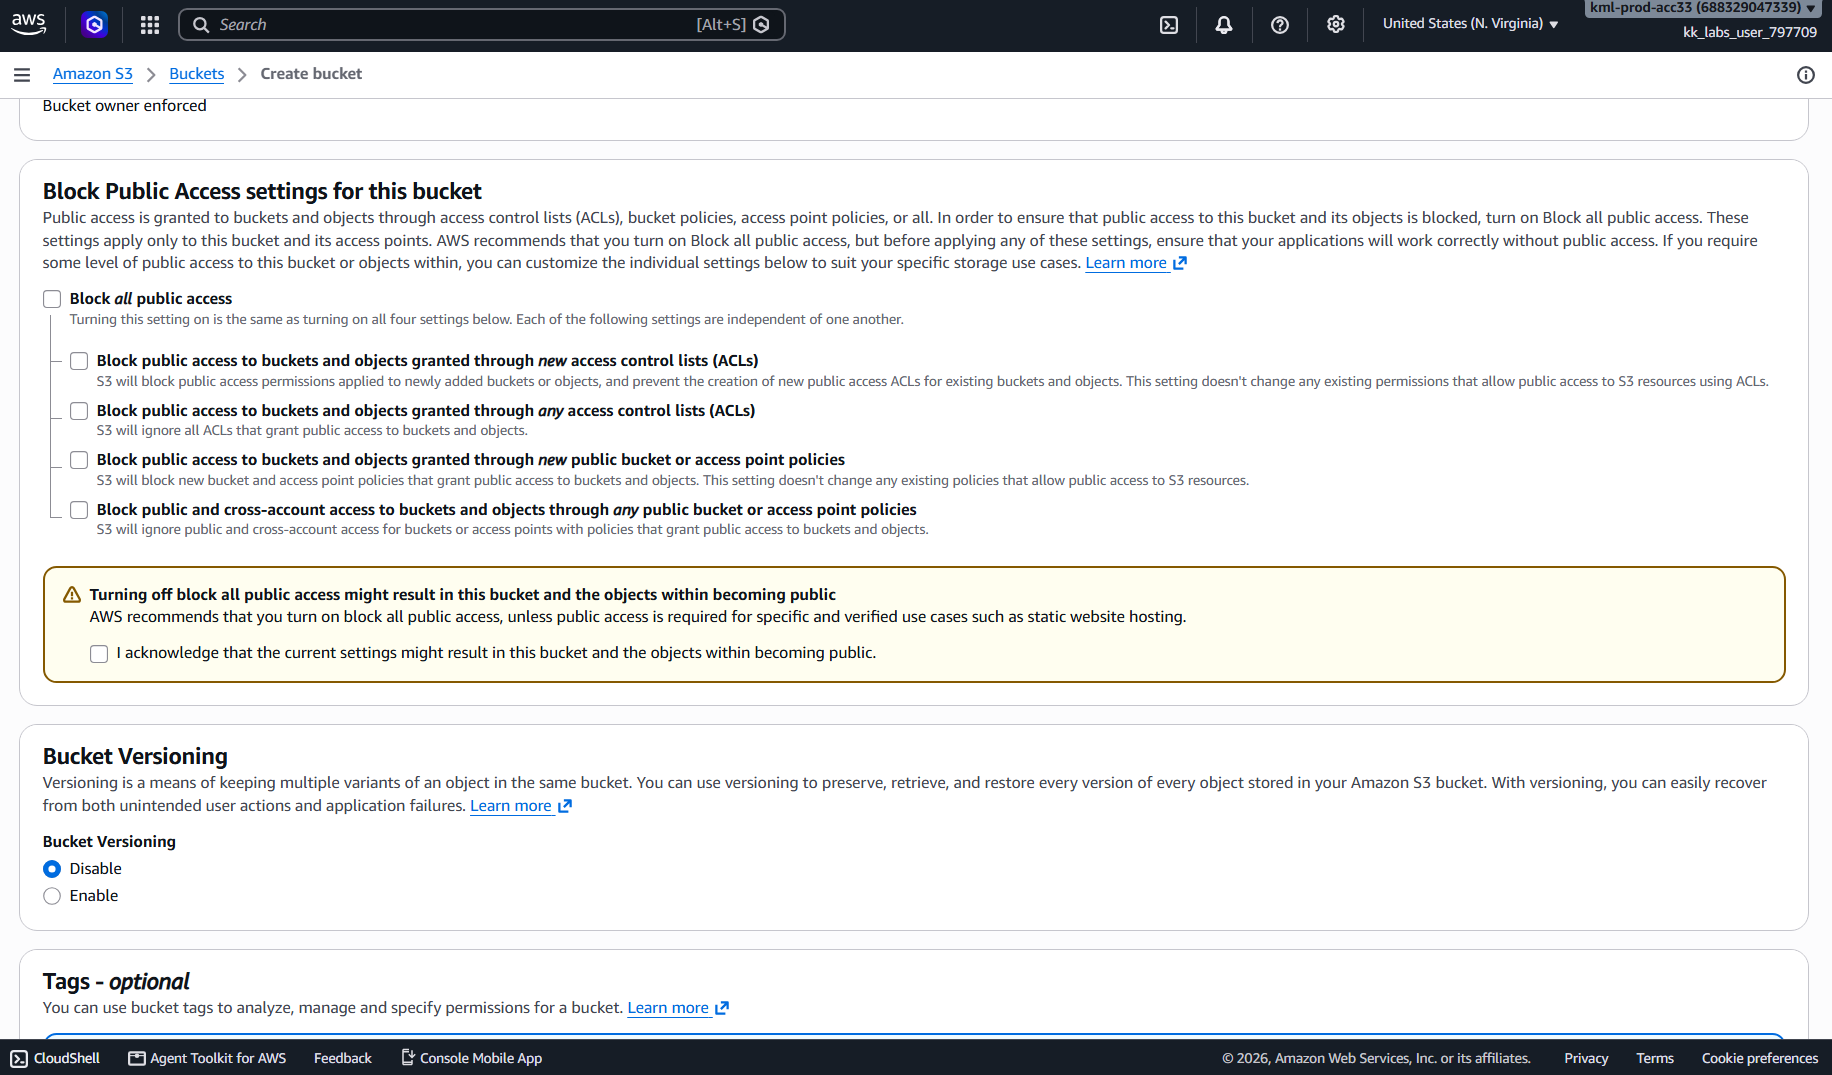 aws
Search
[Alt+S]
United States (N. Virginia)
kml-prod-acc33 (688329047339)
kk_labs_user_797709
Amazon S3
Buckets
Create bucket
Bucket owner enforced
Block Public Access settings for this bucket
Public access is granted to buckets and objects through access control lists (ACLs), bucket policies, access point policies, or all. In order to ensure that public access to this bucket and its objects is blocked, turn on Block all public access. These
settings apply only to this bucket and its access points. AWS recommends that you turn on Block all public access, but before applying any of these settings, ensure that your applications will work correctly without public access. If you require
some level of public access to this bucket or objects within, you can customize the individual settings below to suit your specific storage use cases. Learn more
Block all public access
Turning this setting on is the same as turning on all four settings below. Each of the following settings are independent of one another.
Block public access to buckets and objects granted through new access control lists (ACLs)
S3 will block public access permissions applied to newly added buckets or objects, and prevent the creation of new public access ACLs for existing buckets and objects. This setting doesn't change any existing permissions that allow public access to S3 resources using ACLs.
Block public access to buckets and objects granted through any access control lists (ACLs)
S3 will ignore all ACLs that grant public access to buckets and objects.
Block public access to buckets and objects granted through new public bucket or access point policies
S3 will block new bucket and access point policies that grant public access to buckets and objects. This setting doesn't change any existing policies that allow public access to S3 resources.
Block public and cross-account access to buckets and objects through any public bucket or access point policies
S3 will ignore public and cross-account access for buckets or access points with policies that grant public access to buckets and objects.
Turning off block all public access might result in this bucket and the objects within becoming public
AWS recommends that you turn on block all public access, unless public access is required for specific and verified use cases such as static website hosting.
I acknowledge that the current settings might result in this bucket and the objects within becoming public.
Bucket Versioning
Versioning is a means of keeping multiple variants of an object in the same bucket. You can use versioning to preserve, retrieve, and restore every version of every object stored in your Amazon S3 bucket. With versioning, you can easily recover
from both unintended user actions and application failures. Learn more
Bucket Versioning
Disable
Enable
Tags - optional
You can use bucket tags to analyze, manage and specify permissions for a bucket. Learn more
CloudShell
Agent Toolkit for AWS
Feedback
Console Mobile App
© 2026, Amazon Web Services, Inc. or its affiliates.
Privacy
Terms
Cookie preferences